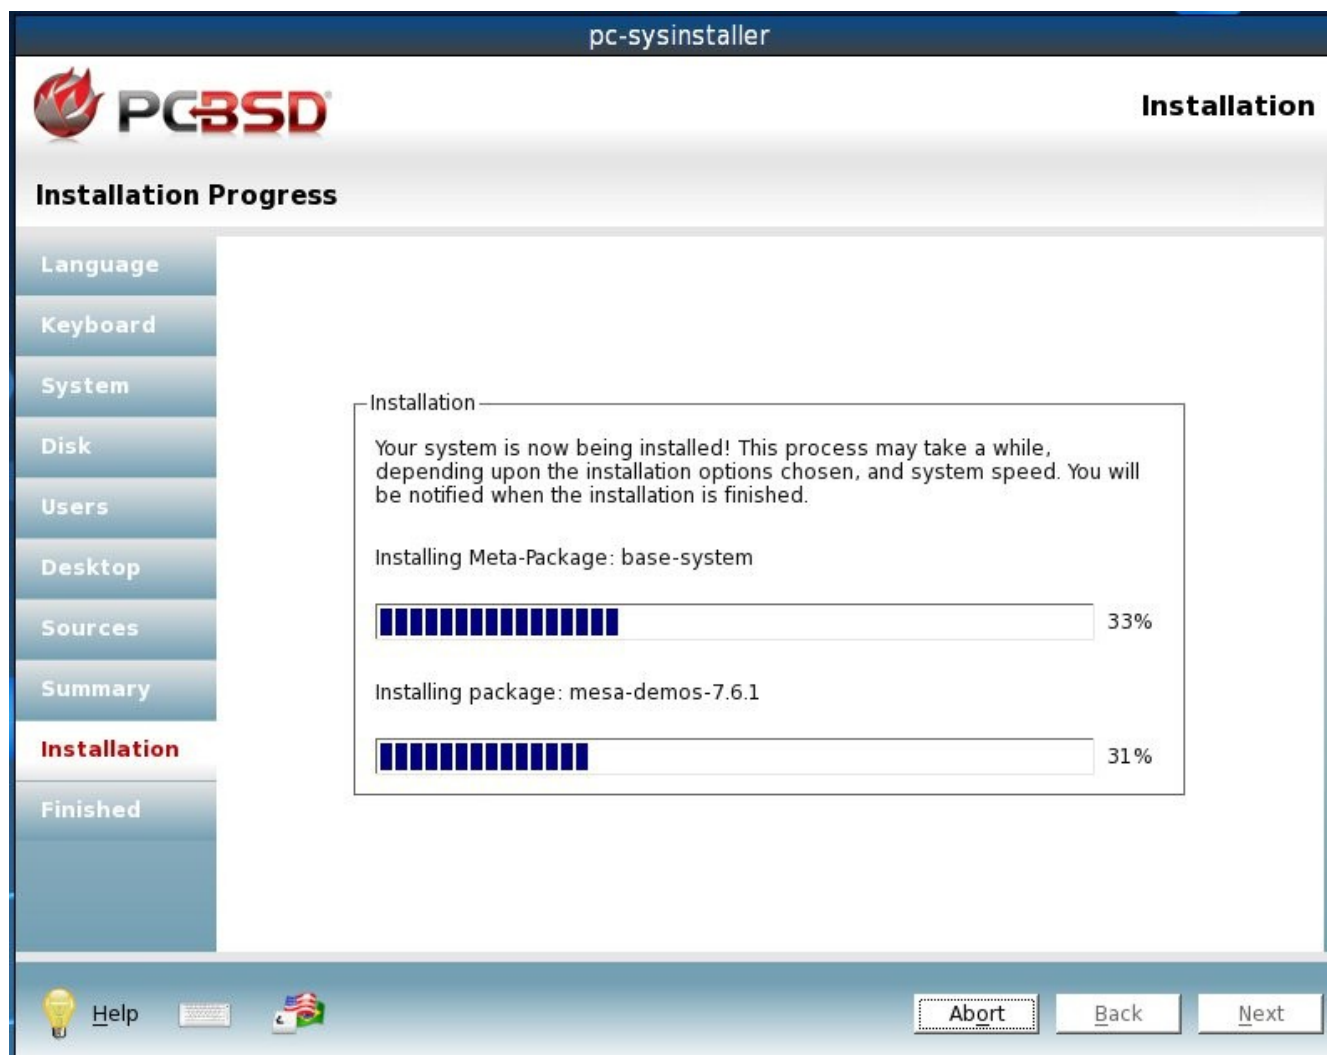 pc-sysinstaller
PCBSD
Installation
Installation Progress
Language
Keyboard
System
Disk
Users
Desktop
Sources
Summary
Installation
Finished
Installation
Your system is now being installed! This process may take a while,
depending upon the installation options chosen, and system speed. You will
be notified when the installation is finished.
Installing Meta-Package: base-system
33%
Installing package: mesa-demos-7.6.1
31%
Help
Abort
Back
Next